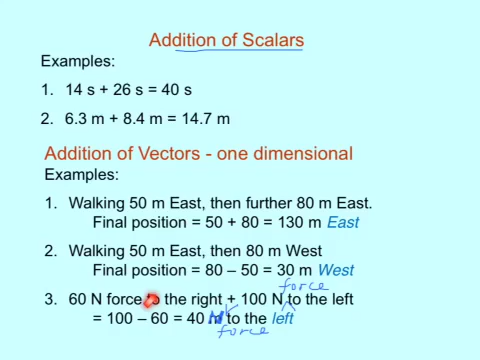 Addition of Scalars
Examples:
1. 14 s + 26 s = 40 s
2. 6.3 m + 8.4 m = 14.7 m
Addition of Vectors - one dimensional
Examples:
1. Walking 50 m East, then further 80 m East.
Final position = 50 + 80 = 130 m East
2. Walking 50 m East, then 80 m West
Final position = 80 – 50 = 30 m West
force
3. 60 N force to the right + 100 N to the left
= 100 – 60 = 40 N to the left
force